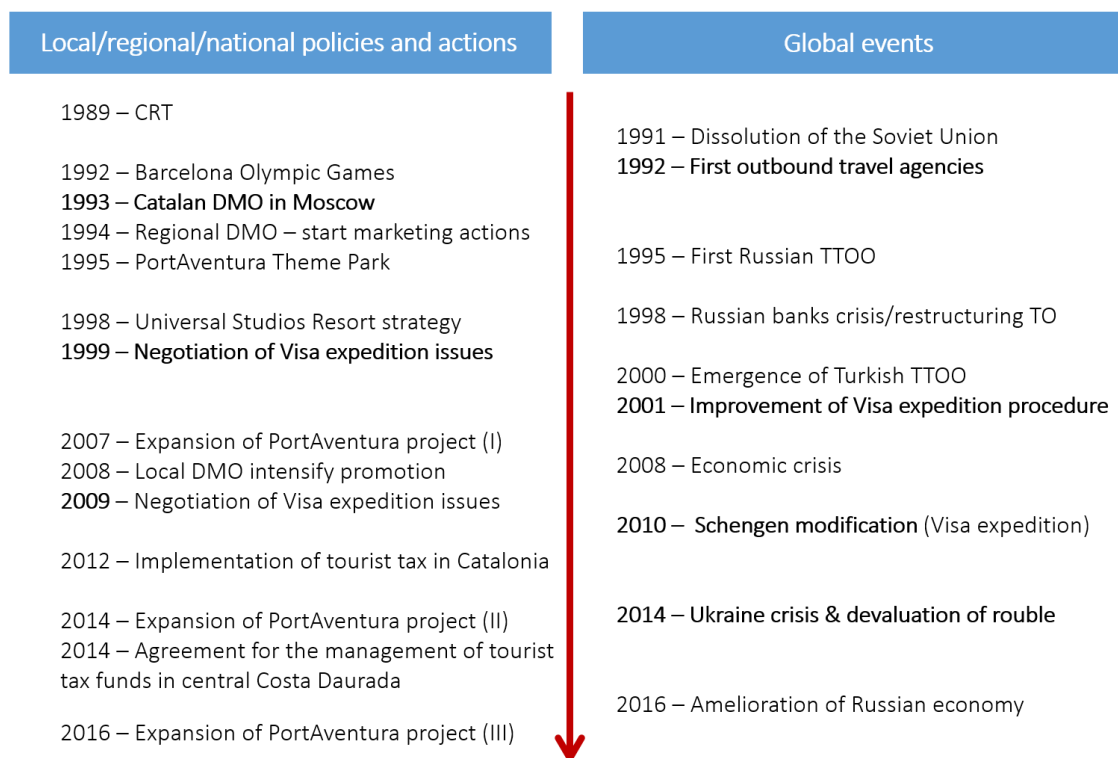 Local/regional/national policies and actions
1989 – CRT
1992 – Barcelona Olympic Games
1993 – Catalan DMO in Moscow
1994 – Regional DMO – start marketing actions
1995 – PortAventura Theme Park
1998 – Universal Studios Resort strategy
1999 – Negotiation of Visa expedition issues
2007 – Expansion of PortAventura project (I)
2008 – Local DMO intensify promotion
2009 – Negotiation of Visa expedition issues
2012 – Implementation of tourist tax in Catalonia
2014 – Expansion of PortAventura project (II)
2014 – Agreement for the management of tourist
tax funds in central Costa Daurada
2016 – Expansion of PortAventura project (III)
Global events
1991 – Dissolution of the Soviet Union
1992 – First outbound travel agencies
1995 – First Russian TTOO
1998 – Russian banks crisis/restructuring TO
2000 – Emergence of Turkish TTOO
2001 – Improvement of Visa expedition procedure
2008 – Economic crisis
2010 – Schengen modification (Visa expedition)
2014 – Ukraine crisis & devaluation of rouble
2016 – Amelioration of Russian economy